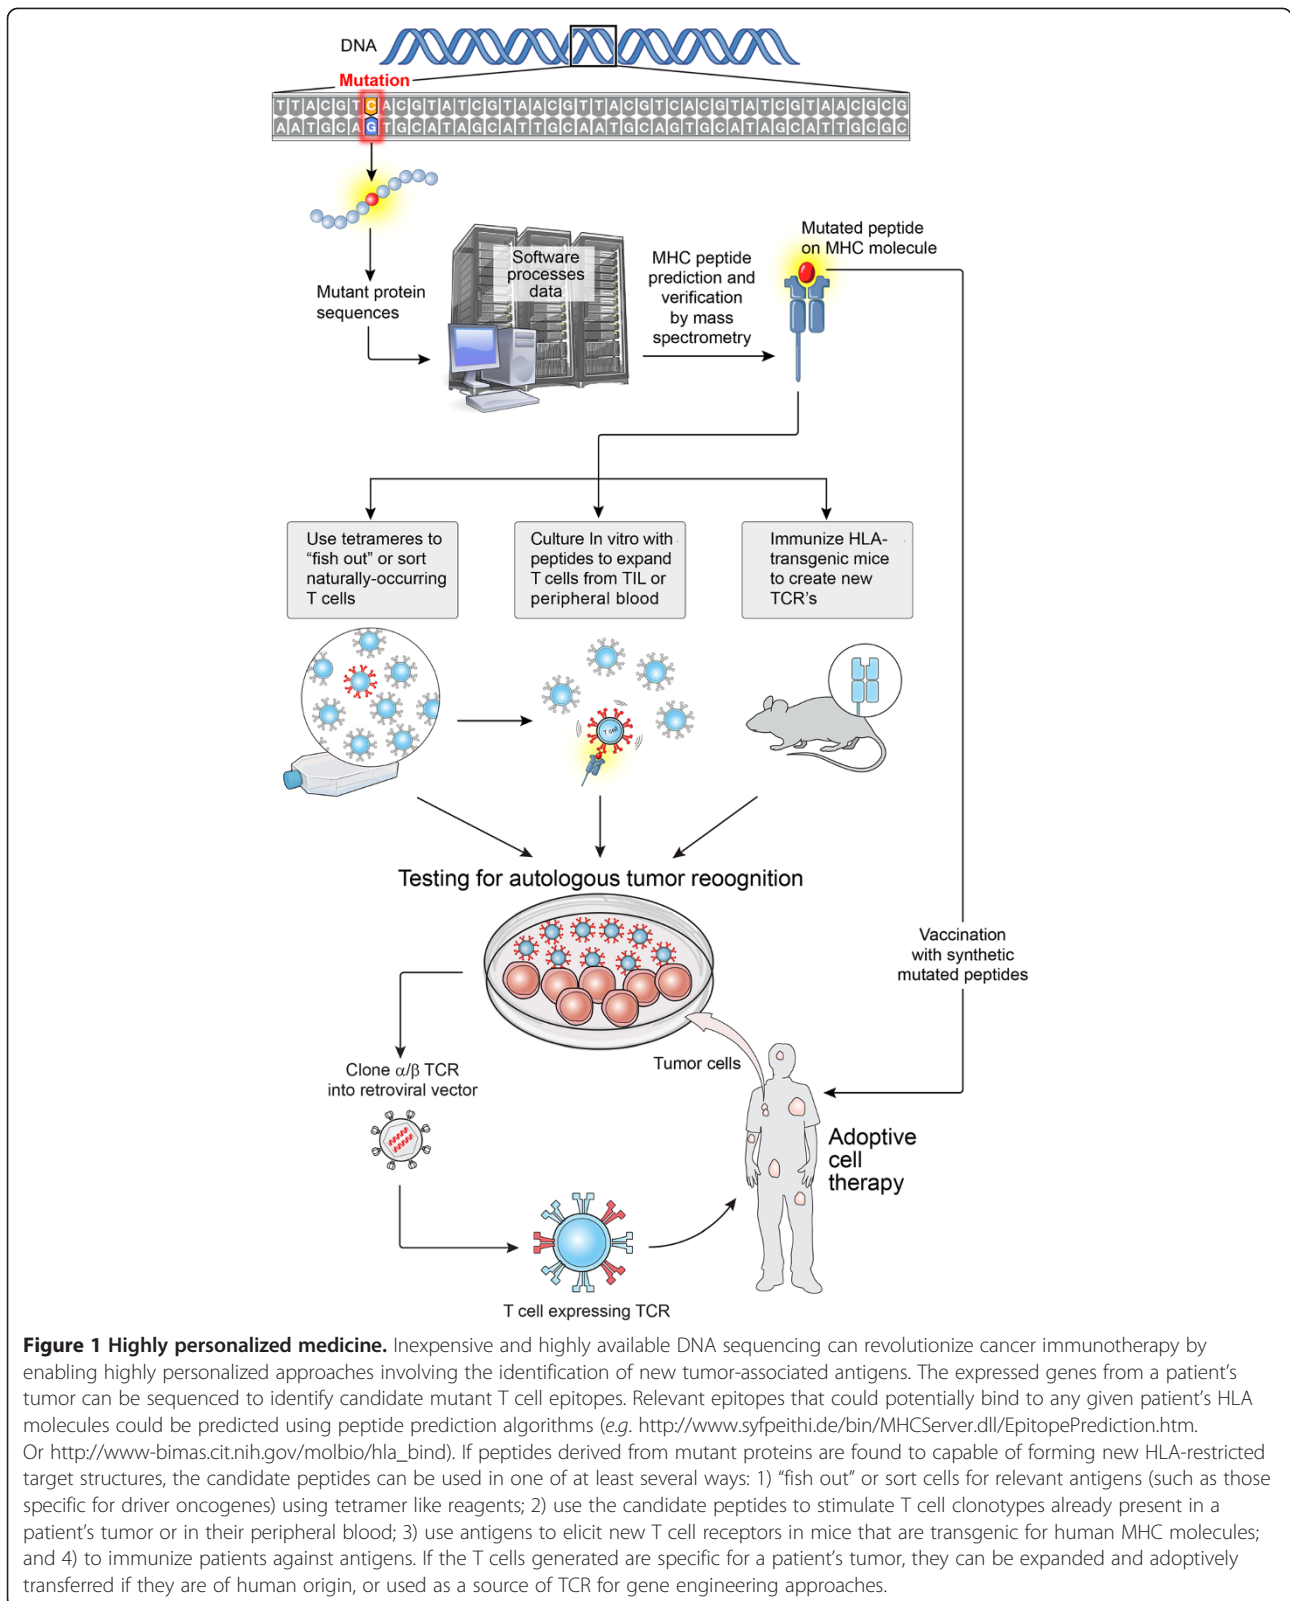 DNA
Mutation
TTACGTCACGTATCGTAACGTTACGTCACGTATCGTAACGCG
AATGCAGTGCATAGCATTGCAATGCAGTGCATAGCATTGCGC
Mutant protein
sequences
Software
processes
data
MHC peptide
prediction and
verification
by mass
spectrometry
Mutated peptide
on MHC molecule
Use tetrameres to
“fish out” or sort
naturally-occurring
T cells
Culture In vitro with
peptides to expand
T cells from TIL or
peripheral blood
Immunize HLA-
transgenic mice
to create new
TCR's
T cell
Testing for autologous tumor reoognition
Vaccination
with synthetic
mutated peptides
Tumor cells
Clone α/β TCR
into retroviral vector
Adoptive
cell
therapy
T cell expressing TCR
Figure 1 Highly personalized medicine. Inexpensive and highly available DNA sequencing can revolutionize cancer immunotherapy by
enabling highly personalized approaches involving the identification of new tumor-associated antigens. The expressed genes from a patient’s
tumor can be sequenced to identify candidate mutant T cell epitopes. Relevant epitopes that could potentially bind to any given patient’s HLA
molecules could be predicted using peptide prediction algorithms (e.g. http://www.syfpeithi.de/bin/MHCServer.dll/EpitopePrediction.htm.
Or http://www-bimas.cit.nih.gov/molbio/hla_bind). If peptides derived from mutant proteins are found to capable of forming new HLA-restricted
target structures, the candidate peptides can be used in one of at least several ways: 1) “fish out” or sort cells for relevant antigens (such as those
specific for driver oncogenes) using tetramer like reagents; 2) use the candidate peptides to stimulate T cell clonotypes already present in a
patient’s tumor or in their peripheral blood; 3) use antigens to elicit new T cell receptors in mice that are transgenic for human MHC molecules;
and 4) to immunize patients against antigens. If the T cells generated are specific for a patient’s tumor, they can be expanded and adoptively
transferred if they are of human origin, or used as a source of TCR for gene engineering approaches.